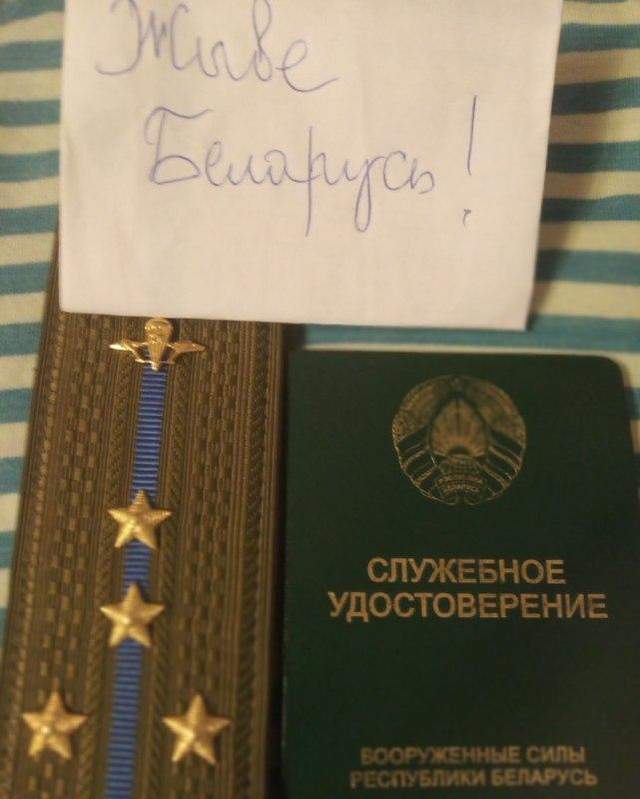 Жыве
Беларусь!
СЛУЖЕБНОЕ
УДОСТОВЕРЕНИЕ
ВООРУЖЕННЫЕ СИЛЫ
РЕСПУБЛИКИ БЕЛАРУСЬ